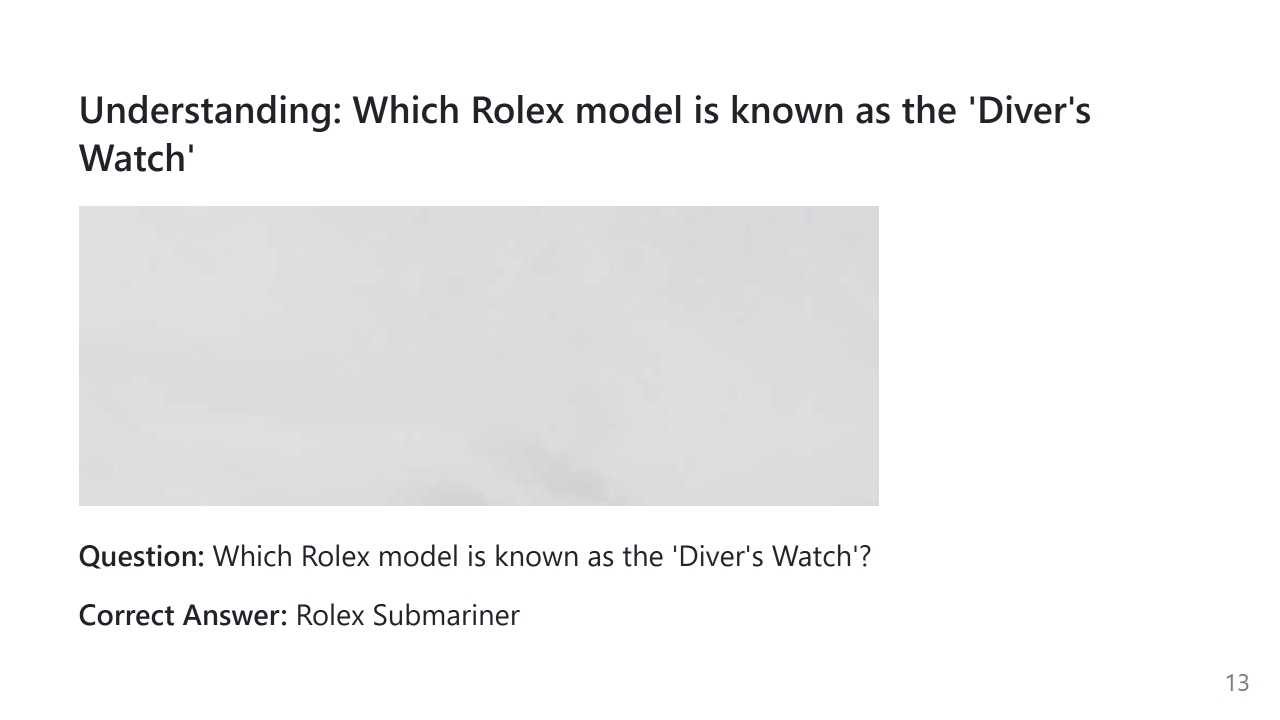 Understanding: Which Rolex model is known as the 'Diver's
Watch'
Question: Which Rolex model is known as the 'Diver's Watch'?
Correct Answer: Rolex Submariner
13